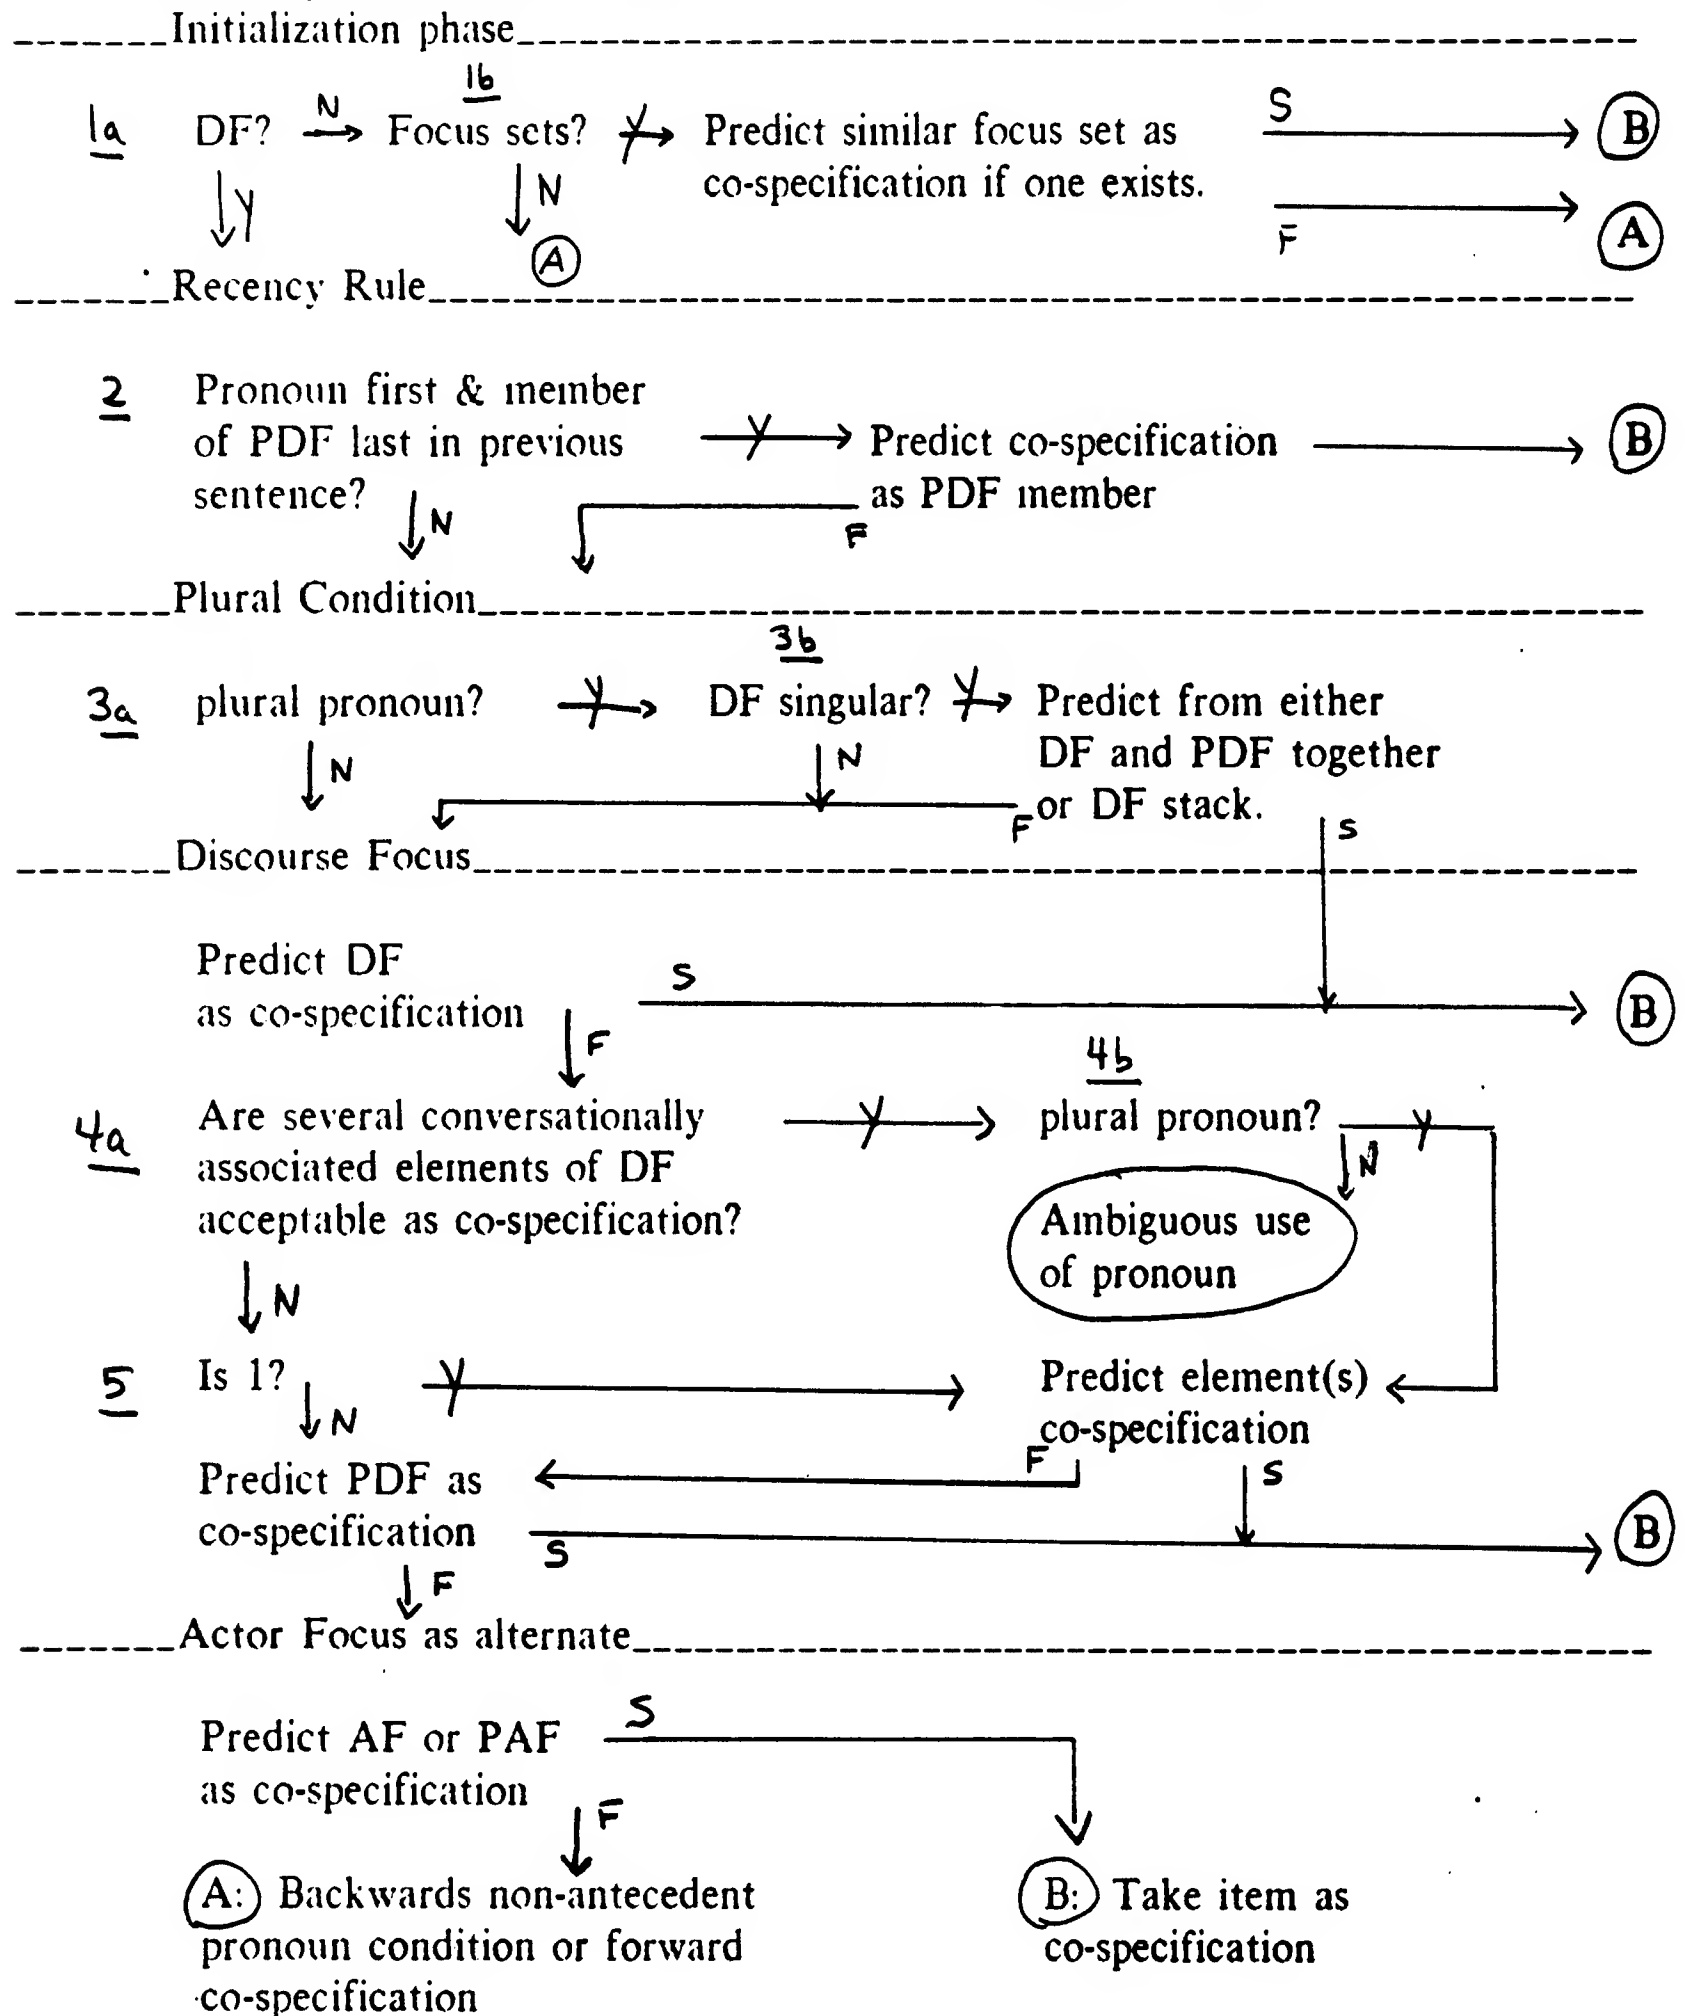 Initialization phase
1b
1a DF? N Focus sets? Y Predict similar focus set as S B
co-specification if one exists.
Y N F A
A
Recency Rule
2 Pronoun first & member
of PDF last in previous Y Predict co-specification B
sentence? N as PDF member
F
Plural Condition
3b
3a plural pronoun? Y DF singular? Y Predict from either
DF and PDF together
N N
F or DF stack.
S
Discourse Focus
Predict DF S
as co-specification B
F
4b
4a Are several conversationally Y plural pronoun? Y
associated elements of DF N
acceptable as co-specification? Ambiguous use
of pronoun
N
5 Is 1? Y Predict element(s)
N co-specification
F S
Predict PDF as
co-specification S B
F
Actor Focus as alternate
Predict AF or PAF S
as co-specification
F
A: Backwards non-antecedent B: Take item as
pronoun condition or forward co-specification
co-specification